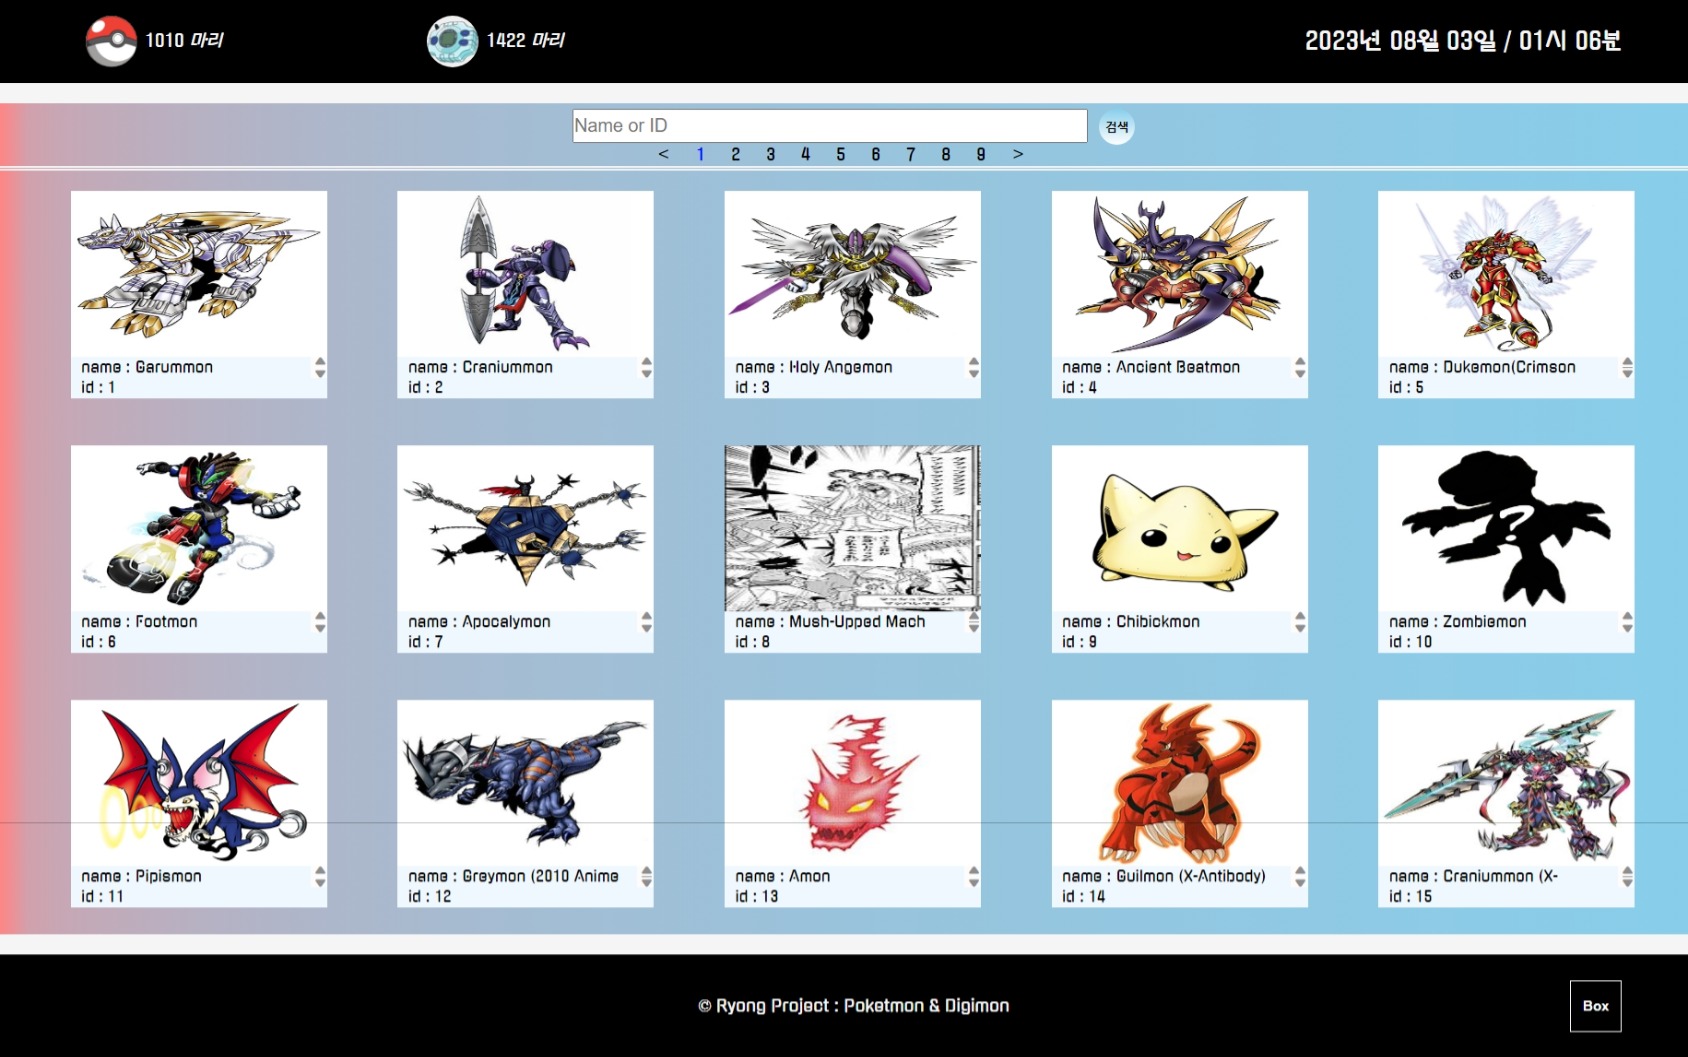 1010 마리
1422 마리
2023년 08월 03일 / 01시 06분
Name or ID
검색
< 1 2 3 4 5 6 7 8 9 >
name : Garummon
id : 1
name : Craniummon
id : 2
name : Holy Angemon
id : 3
name : Ancient Beatmon
id : 4
name : Dukemon(Crimson
id : 5
name : Footmon
id : 6
name : Apocalymon
id : 7
name : Mush-Upped Mach
id : 8
name : Chibickmon
id : 9
name : Zombiemon
id : 10
name : Pipismon
id : 11
name : Greymon (2010 Anime
id : 12
name : Amon
id : 13
name : Guilmon (X-Antibody)
id : 14
name : Craniummon (X-
id : 15
© Ryong Project : Poketmon & Digimon
Box